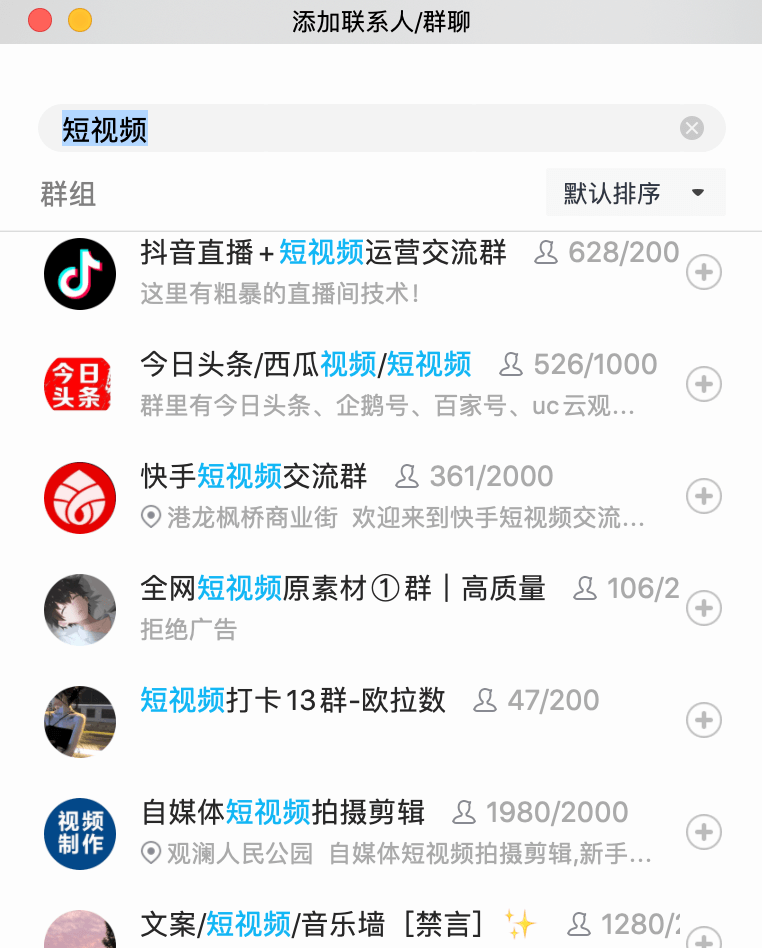 添加联系人/群聊
短视频
群组
默认排序
抖音直播+短视频运营交流群 628/200
这里有粗暴的直播间技术!
今日头条
今日头条/西瓜视频/短视频 526/1000
群里有今日头条、企鹅号、百家号、uc云观...
快手短视频交流群 361/2000
港龙枫桥商业街 欢迎来到快手短视频交流...
全网短视频原素材①群|高质量 106/2
拒绝广告
短视频打卡13群-欧拉数 47/200
视频制作
自媒体短视频拍摄剪辑 1980/2000
观澜人民公园 自媒体短视频拍摄剪辑,新手...
文案/短视频/音乐墙［禁言］✨ 1280/